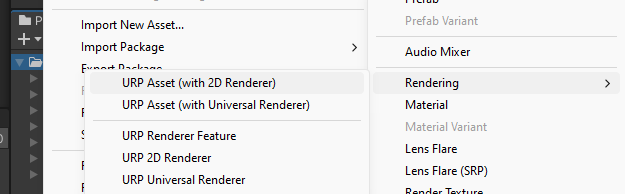 P
Import New Asset...
Import Package
Export Package
URP Asset (with 2D Renderer)
URP Asset (with Universal Renderer)
URP Renderer Feature
URP 2D Renderer
URP Universal Renderer
Prefab
Prefab Variant
Audio Mixer
Rendering
Material
Material Variant
Lens Flare
Lens Flare (SRP)
Render Texture